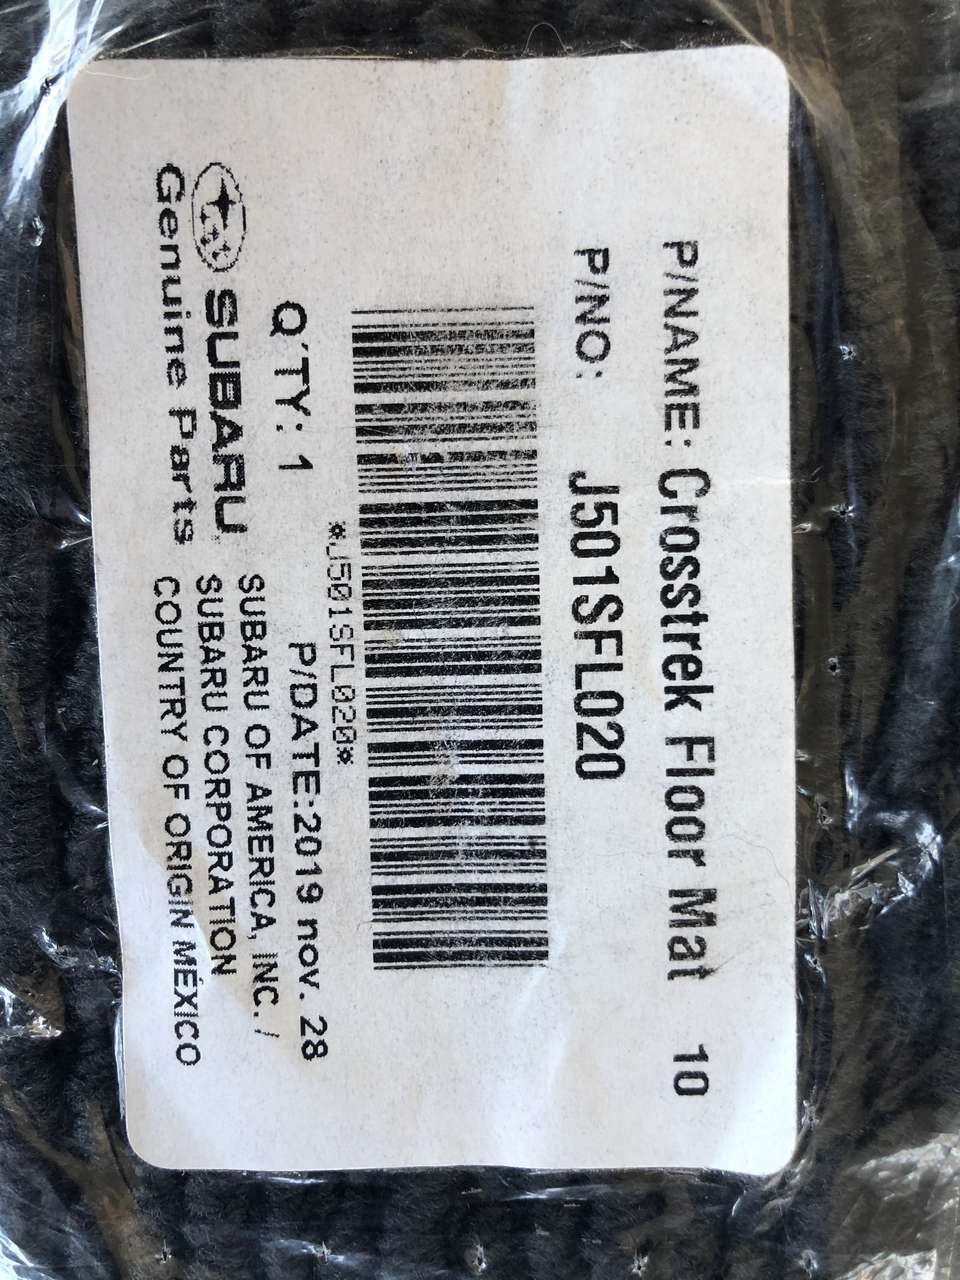 P/NAME: Crosstrek Floor Mat 10
P/NO: J501SFL020
*J501SFL020*
Q'TY: 1 P/DATE:2019 nov. 28
SUBARU SUBARU OF AMERICA, INC. /
SUBARU CORPORATION
Genuine Parts COUNTRY OF ORIGIN MÉXICO